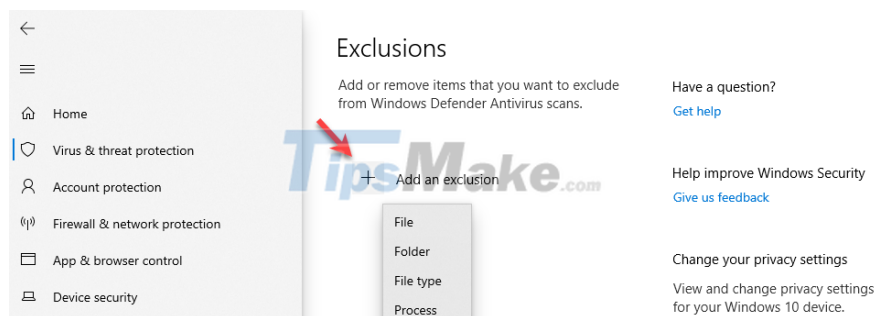 Home
Virus & threat protection
Account protection
Firewall & network protection
App & browser control
Device security
Exclusions
Add or remove items that you want to exclude
from Windows Defender Antivirus scans.
TipsMake.com
Add an exclusion
File
Folder
File type
Process
Have a question?
Get help
Help improve Windows Security
Give us feedback
Change your privacy settings
View and change privacy settings
for your Windows 10 device.